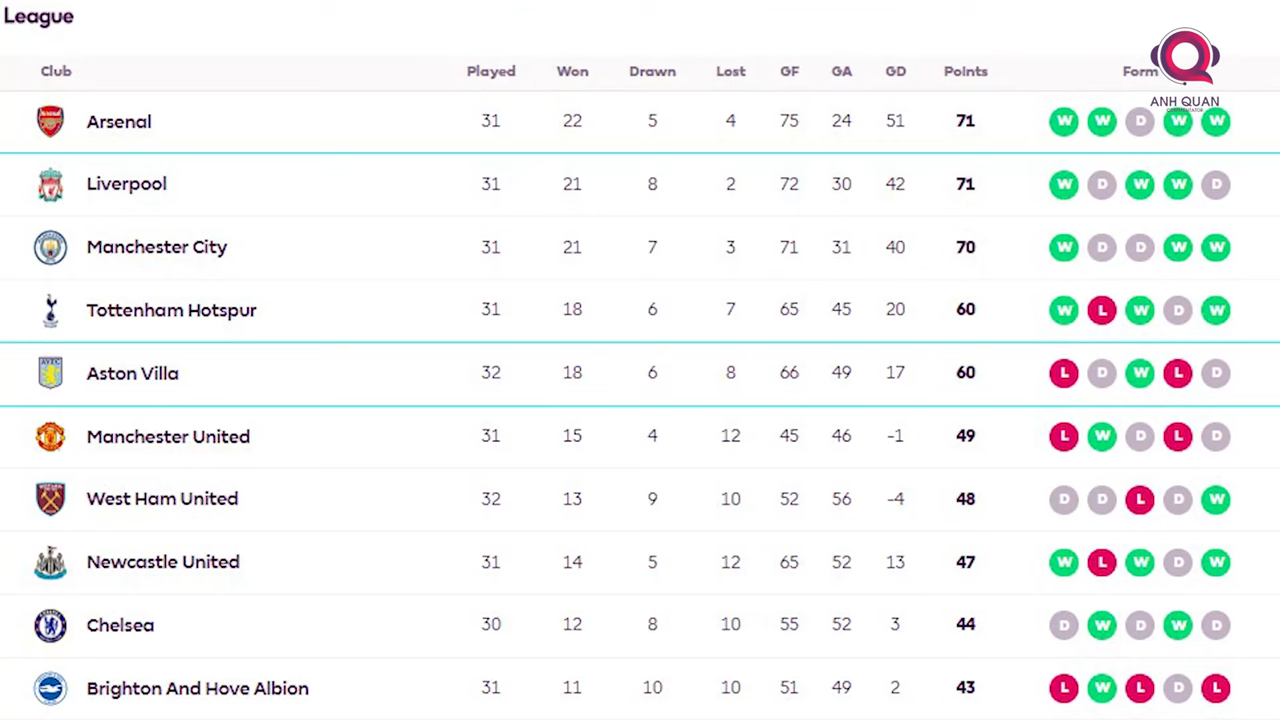 League
Club Played Won Drawn Lost GF GA GD Points Form
ANH QUAN
Arsenal 31 22 5 4 75 24 51 71 W W D W W
Liverpool 31 21 8 2 72 30 42 71 W D W W D
Manchester City 31 21 7 3 71 31 40 70 W D D W W
Tottenham Hotspur 31 18 6 7 65 45 20 60 W L W D W
Aston Villa 32 18 6 8 66 49 17 60 L D W L D
Manchester United 31 15 4 12 45 46 -1 49 L W D L D
West Ham United 32 13 9 10 52 56 -4 48 D D L D W
Newcastle United 31 14 5 12 65 52 13 47 W L W D W
Chelsea 30 12 8 10 55 52 3 44 D W D W D
Brighton And Hove Albion 31 11 10 10 51 49 2 43 L W L D L